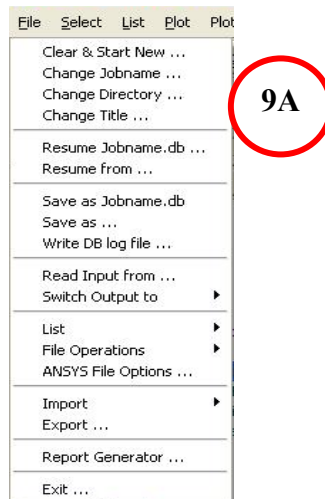 File Select List Plot Plot
Clear & Start New ...
Change Jobname ...
Change Directory ...
Change Title ...
9A
Resume Jobname.db ...
Resume from ...
Save as Jobname.db
Save as ...
Write DB log file ...
Read Input from ...
Switch Output to
List
File Operations
ANSYS File Options ...
Import
Export ...
Report Generator ...
Exit ...